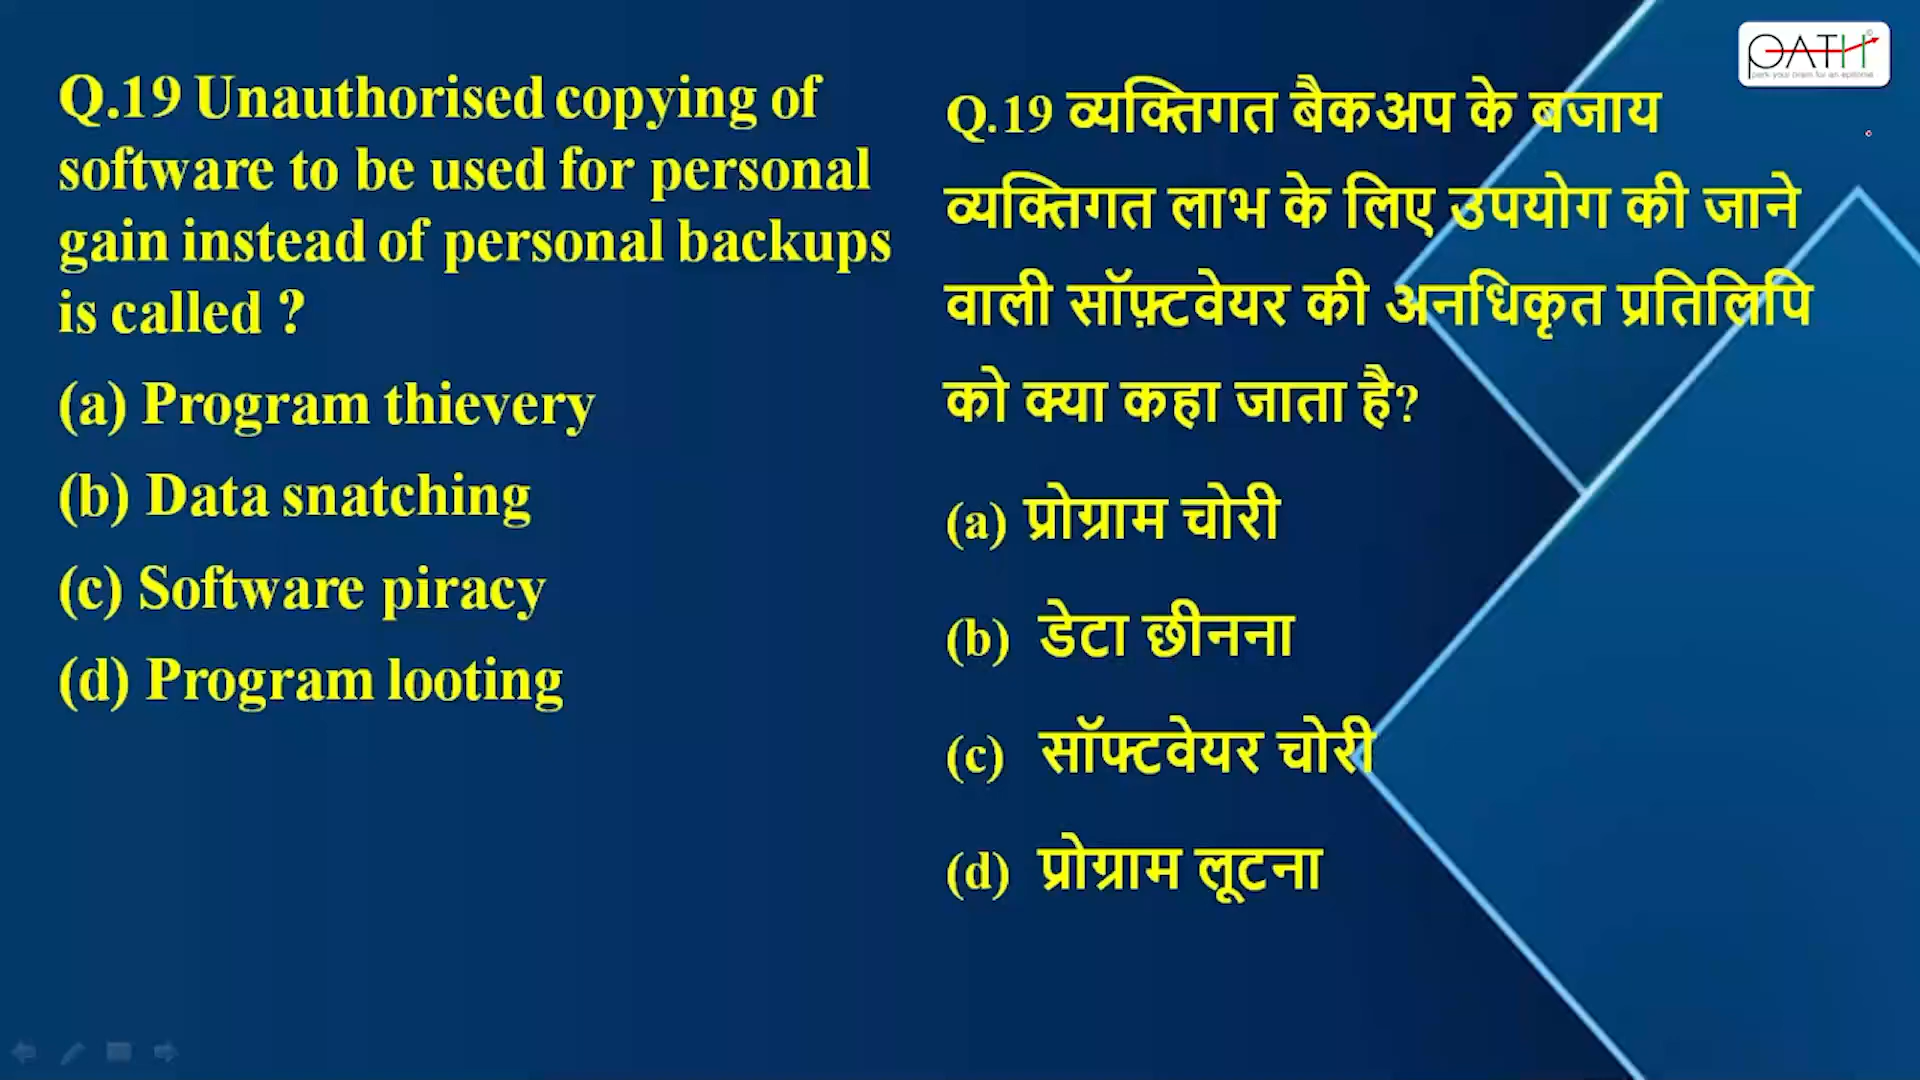 Q.19 Unauthorised copying of
software to be used for personal
gain instead of personal backups
is called ?
(a) Program thievery
(b) Data snatching
(c) Software piracy
(d) Program looting
PATH
Q.19 व्यक्तिगत बैकअप के बजाय
व्यक्तिगत लाभ के लिए उपयोग की जाने
वाली सॉफ़्टवेयर की अनधिकृत प्रतिलिपि
को क्या कहा जाता है?
(a) प्रोग्राम चोरी
(b) डेटा छीनना
(c) सॉफ्टवेयर चोरी
(d) प्रोग्राम लूटना